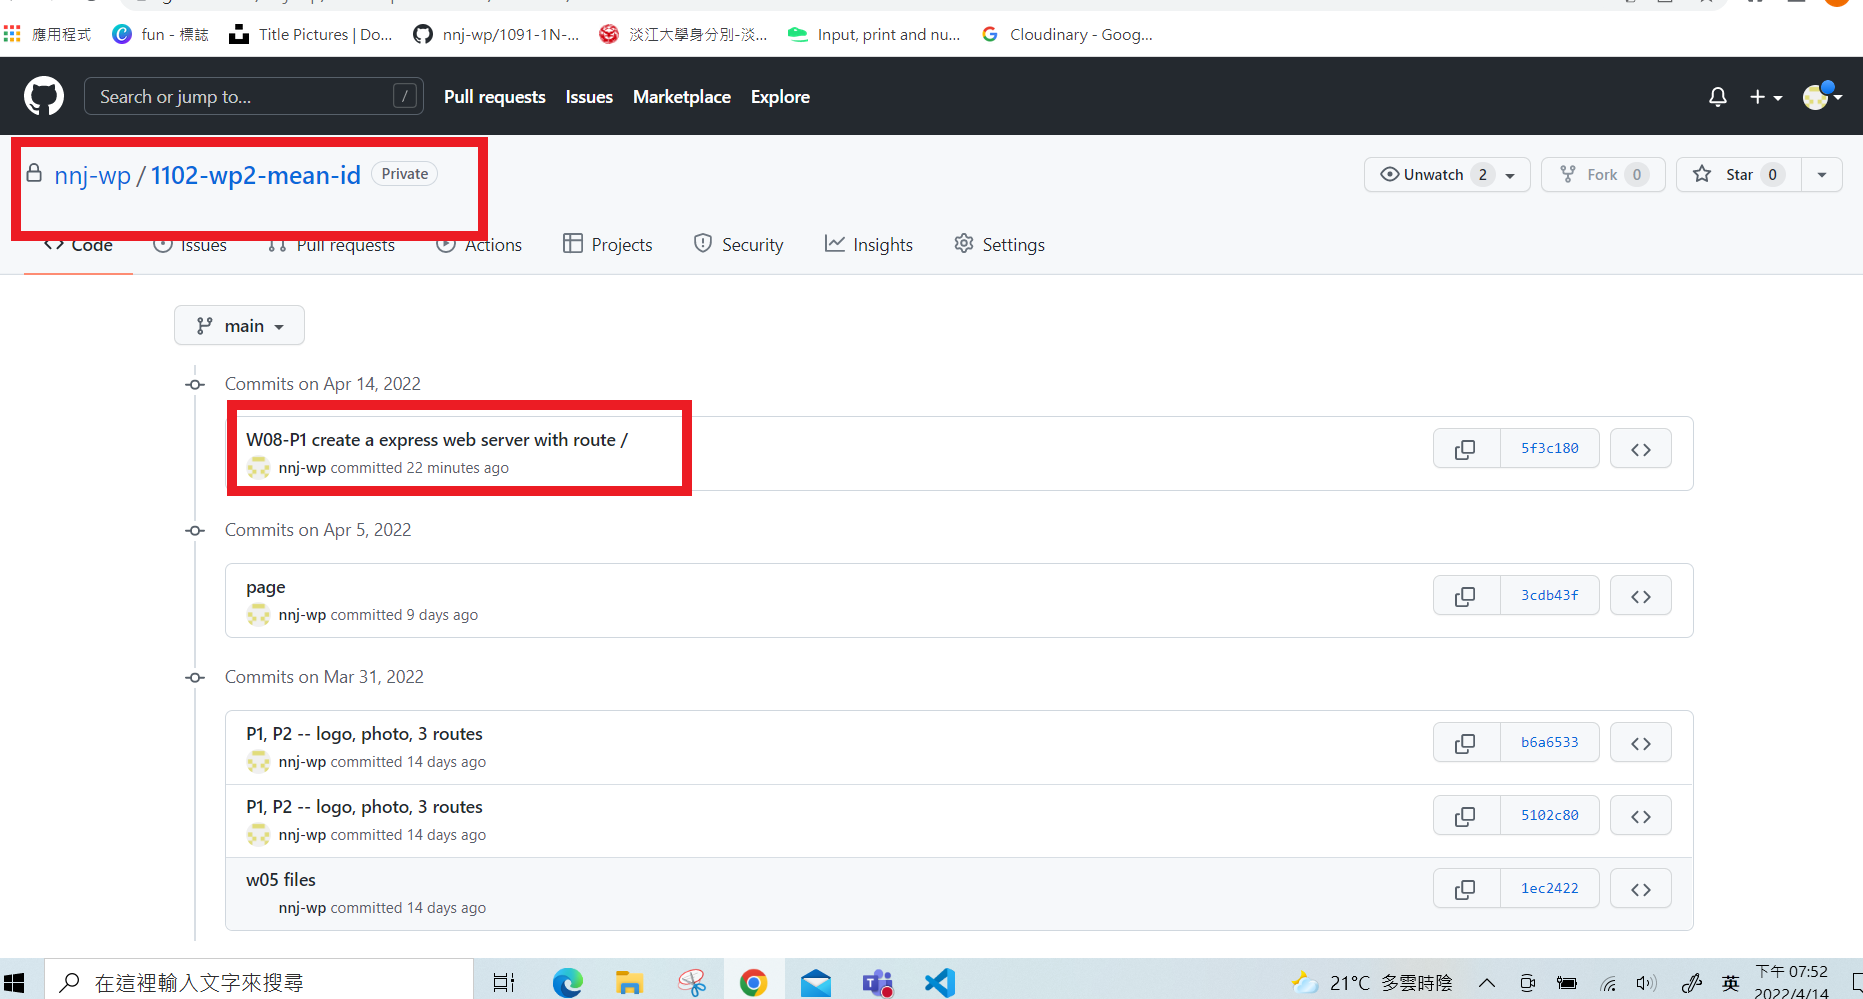 應用程式 fun - 標誌 Title Pictures | Do... nnj-wp/1091-1N-... 淡江大學身分別-淡... Input, print and nu... Cloudinary - Goog...
Search or jump to... / Pull requests Issues Marketplace Explore
nnj-wp / 1102-wp2-mean-id Private Unwatch 2 Fork 0 Star 0
Code Issues Pull requests Actions Projects Security Insights Settings
main
Commits on Apr 14, 2022
W08-P1 create a express web server with route /
nnj-wp committed 22 minutes ago
5f3c180
Commits on Apr 5, 2022
page
nnj-wp committed 9 days ago
3cdb43f
Commits on Mar 31, 2022
P1, P2 -- logo, photo, 3 routes
nnj-wp committed 14 days ago
b6a6533
P1, P2 -- logo, photo, 3 routes
nnj-wp committed 14 days ago
5102c80
w05 files
nnj-wp committed 14 days ago
1ec2422
在這裡輸入文字來搜尋 21°C 多雲時陰 英 下午 07:52
2022/4/14